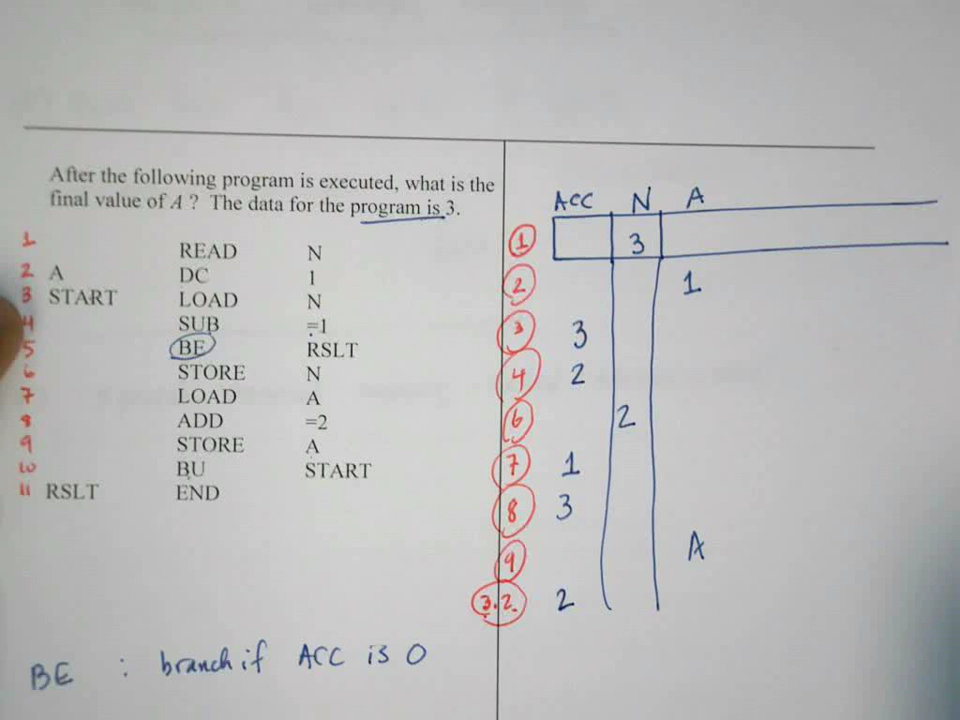 After the following program is executed, what is the
final value of A ? The data for the program is 3.
1 READ N
2 A DC 1
3 START LOAD N
4 SUB =1
5 BE RSLT
6 STORE N
7 LOAD A
8 ADD =2
9 STORE A
10 BU START
11 RSLT END
BE : branch if ACC is 0
ACC N A
1 3
2 1
3 3
4 2
6 2
7 1
8 3
9 A
3.2. 2